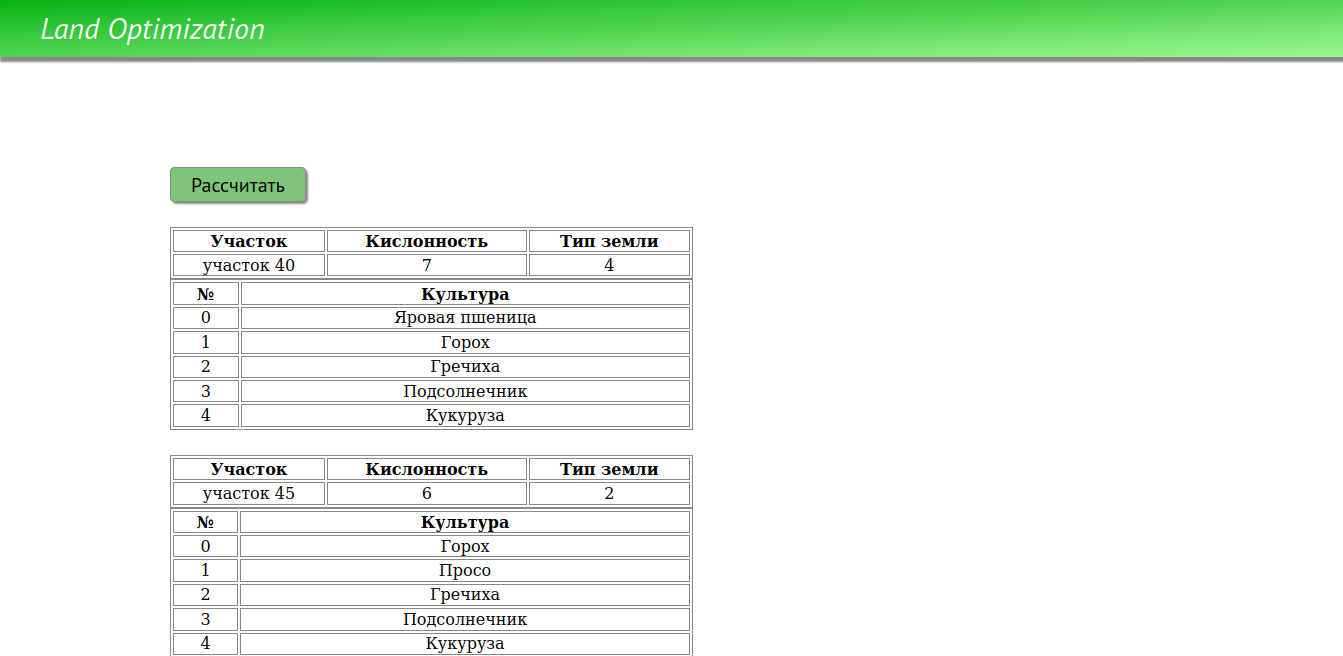 Land Optimization
Рассчитать
Участок Кислонность Тип земли
участок 40 7 4
№ Культура
0 Яровая пшеница
1 Горох
2 Гречиха
3 Подсолнечник
4 Кукуруза
Участок Кислонность Тип земли
участок 45 6 2
№ Культура
0 Горох
1 Просо
2 Гречиха
3 Подсолнечник
4 Кукуруза